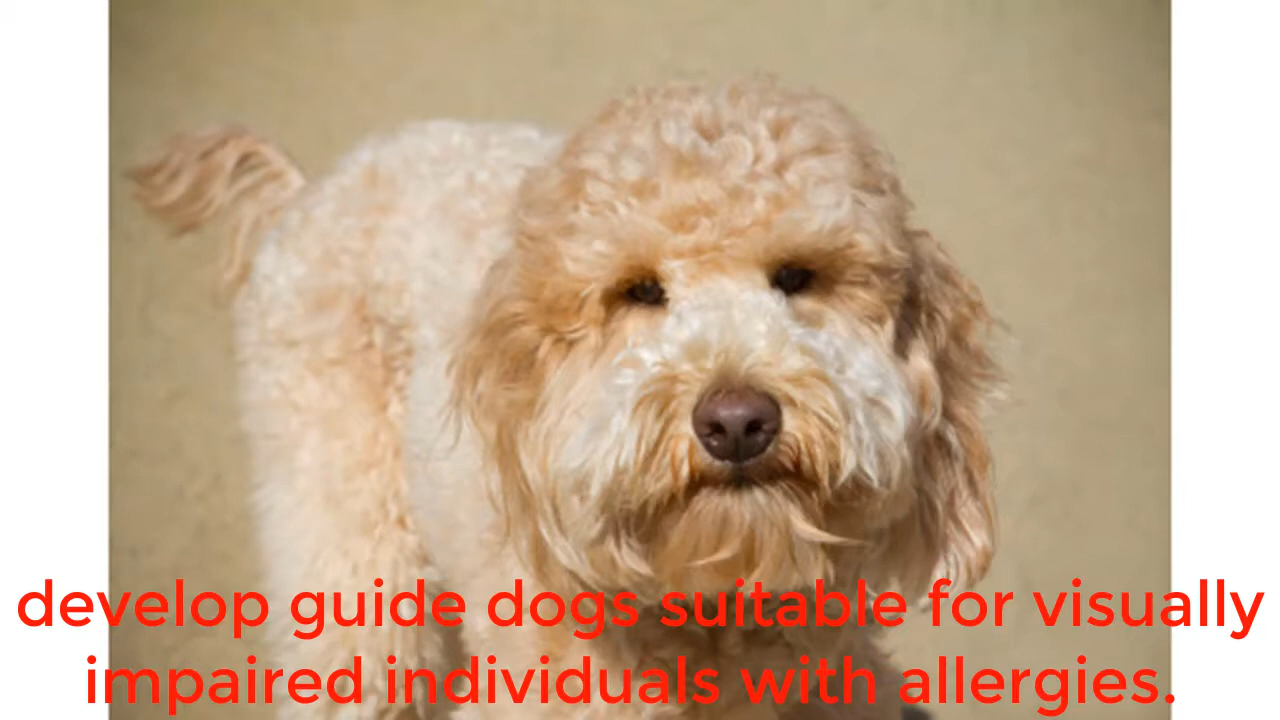 develop guide dogs suitable for visually
impaired individuals with allergies.